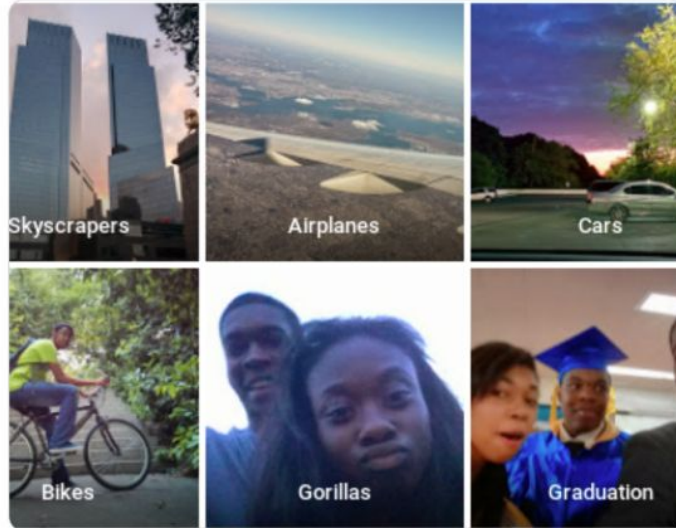 Skyscrapers
Airplanes
Cars
Bikes
Gorillas
Graduation